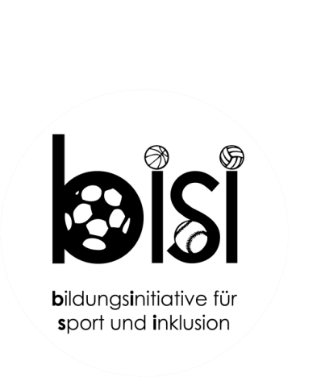 bisi
bildungsinitiative für
sport und inklusion